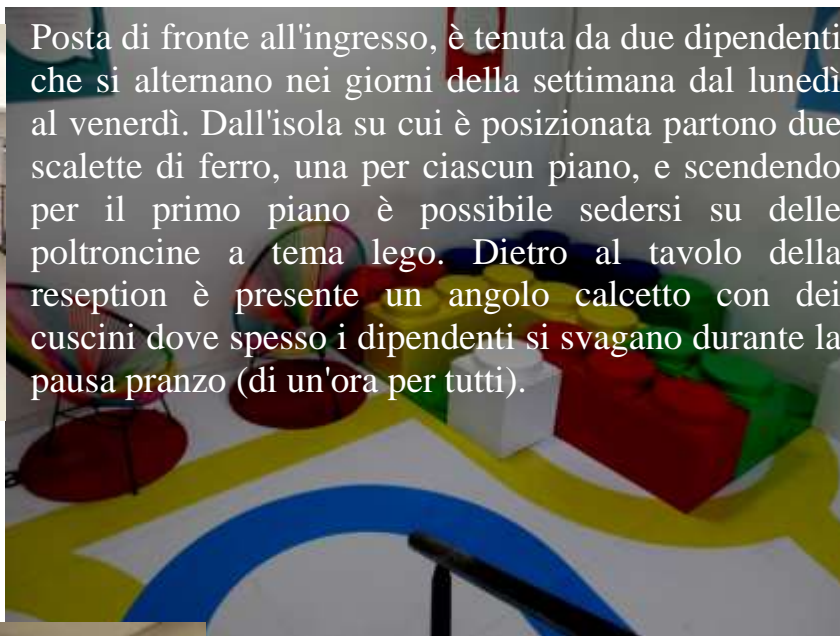 Posta di fronte all'ingresso, è tenuta da due dipendenti
che si alternano nei giorni della settimana dal lunedì
al venerdì. Dall'isola su cui è posizionata partono due
scalette di ferro, una per ciascun piano, e scendendo
per il primo piano è possibile sedersi su delle
poltroncine a tema lego. Dietro al tavolo della
reseption è presente un angolo calcetto con dei
cuscini dove spesso i dipendenti si svagano durante la
pausa pranzo (di un'ora per tutti).